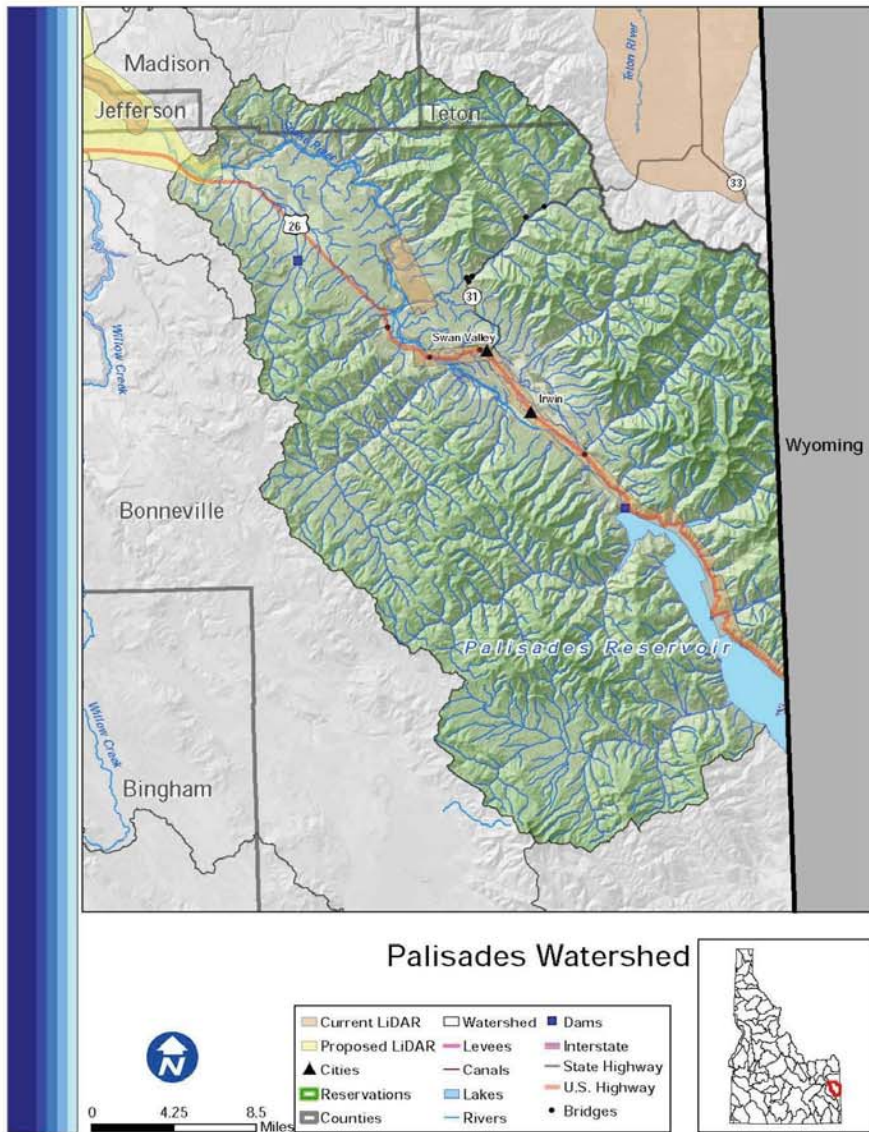 Madison
Jefferson
Teton
Teton River
33
26
31
Swan Valley
Irwin
Willow
Creek
Wyoming
Bonneville
Palisades Reservoir
Willow
Creek
Bingham
Palisades Watershed
N
0 4.25 8.5
Miles
Current LiDAR
Proposed LiDAR
Cities
Reservations
Counties
Watershed
Levees
Canals
Lakes
Rivers
Dams
Interstate
State Highway
U.S. Highway
Bridges